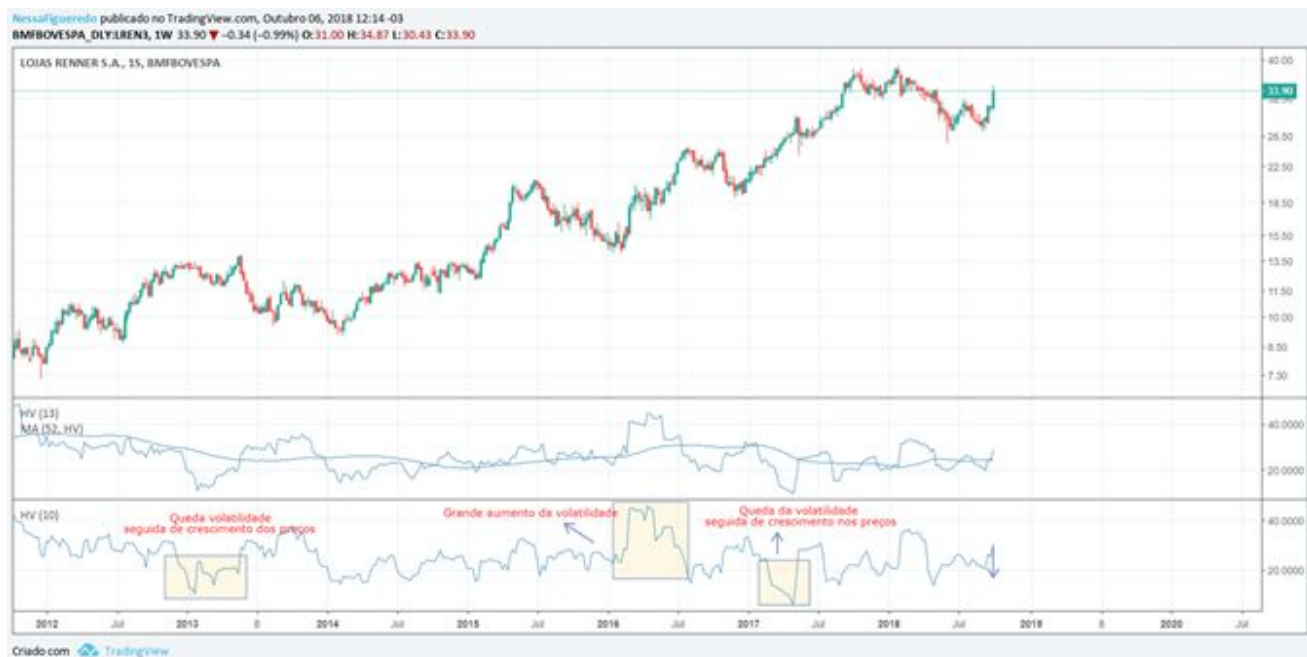 NessaFigueredo publicado no TradingView.com, Outubro 06, 2018 12:14 -03
BMFBOVESPA_DLY:LREN3, 1W 33.90 ▼ -0.34 (-0.99%) O:31.00 H:34.87 L:30.43 C:33.90
LOJAS RENNER S.A., 1S, BMFBOVESPA
40.00
33.90
26.50
22.50
18.50
15.50
13.50
11.50
10.00
8.50
7.50
HV (13)
MA (52, HV)
40.0000
20.0000
HV (10)
Queda volatilidade
seguida de crescimento dos preços
Grande aumento da volatilidade
Queda da volatilidade
seguida de crescimento nos preços
40.0000
20.0000
2012 Jul 2013 8 2014 Jul 2015 Jul 2016 Jul 2017 Jul 2018 Jul 2019 8 2020 Jul
Criado com TradingView